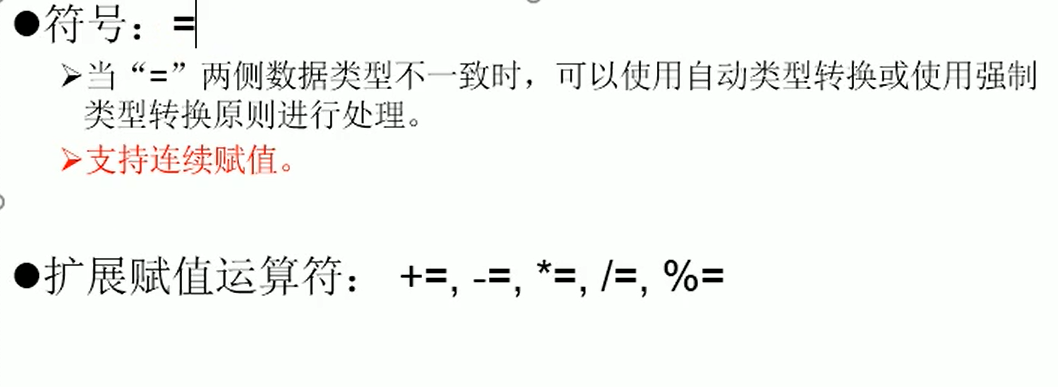 ●符号：=
➢当“=”两侧数据类型不一致时，可以使用自动类型转换或使用强制
类型转换原则进行处理。
➢支持连续赋值。
●扩展赋值运算符： +=, -=, *=, /=, %=